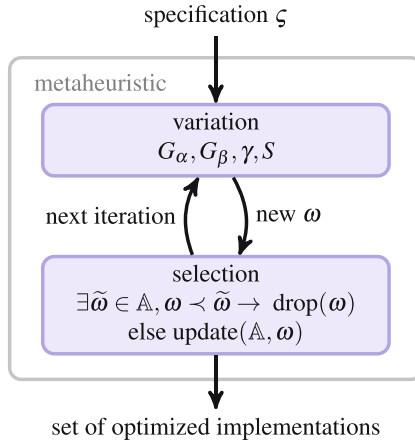 specification ς
metaheuristic
variation
G_α, G_β, γ, S
next iteration
new ω
selection
∃ω̃ ∈ 𝔸, ω ≺ ω̃ → drop(ω)
else update(𝔸, ω)
set of optimized implementations